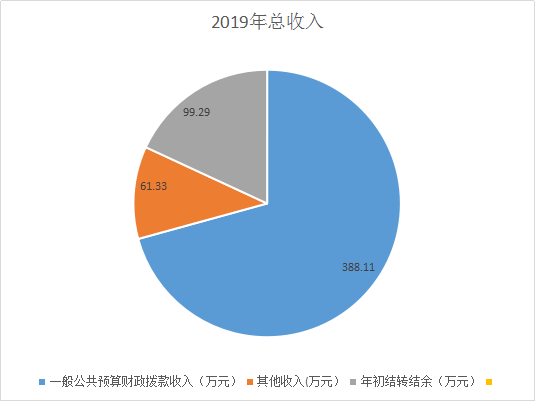 2019年总收入
99.29
61.33
388.11
一般公共预算财政拨款收入（万元） 其他收入(万元） 年初结转结余（万元）